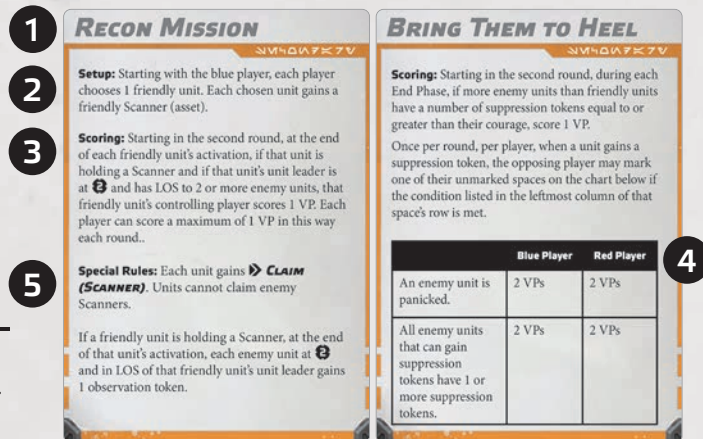 1
RECON MISSION
2
Setup: Starting with the blue player, each player
chooses 1 friendly unit. Each chosen unit gains a
friendly Scanner (asset).
3
Scoring: Starting in the second round, at the end
of each friendly unit's activation, if that unit is
holding a Scanner and if that unit's unit leader is
at 2 and has LOS to 2 or more enemy units, that
friendly unit's controlling player scores 1 VP. Each
player can score a maximum of 1 VP in this way
each round..
5
Special Rules: Each unit gains CLAIM
(SCANNER). Units cannot claim enemy
Scanners.
If a friendly unit is holding a Scanner, at the end
of that unit's activation, each enemy unit at 2
and in LOS of that friendly unit's unit leader gains
1 observation token.
BRING THEM TO HEEL
Scoring: Starting in the second round, during each
End Phase, if more enemy units than friendly units
have a number of suppression tokens equal to or
greater than their courage, score 1 VP.
Once per round, per player, when a unit gains a
suppression token, the opposing player may mark
one of their unmarked spaces on the chart below if
the condition listed in the leftmost column of that
space's row is met.
4
Blue Player Red Player
An enemy unit is 2 VPs 2 VPs
panicked.
All enemy units 2 VPs 2 VPs
that can gain
suppression
tokens have 1 or
more suppression
tokens.